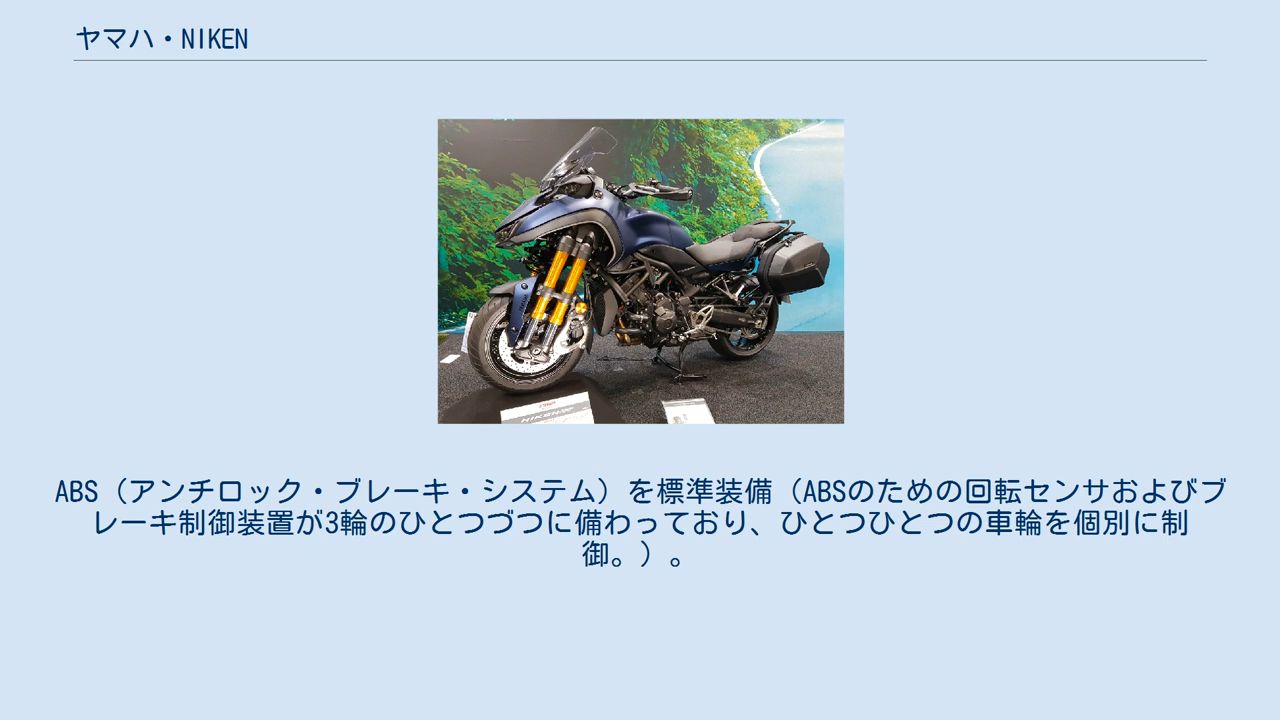 ヤマハ・NIKEN
ABS（アンチロック・ブレーキ・システム）を標準装備（ABSのための回転センサおよびブ
レーキ制御装置が3輪のひとつづつに備わっており、ひとつひとつの車輪を個別に制
御。）。